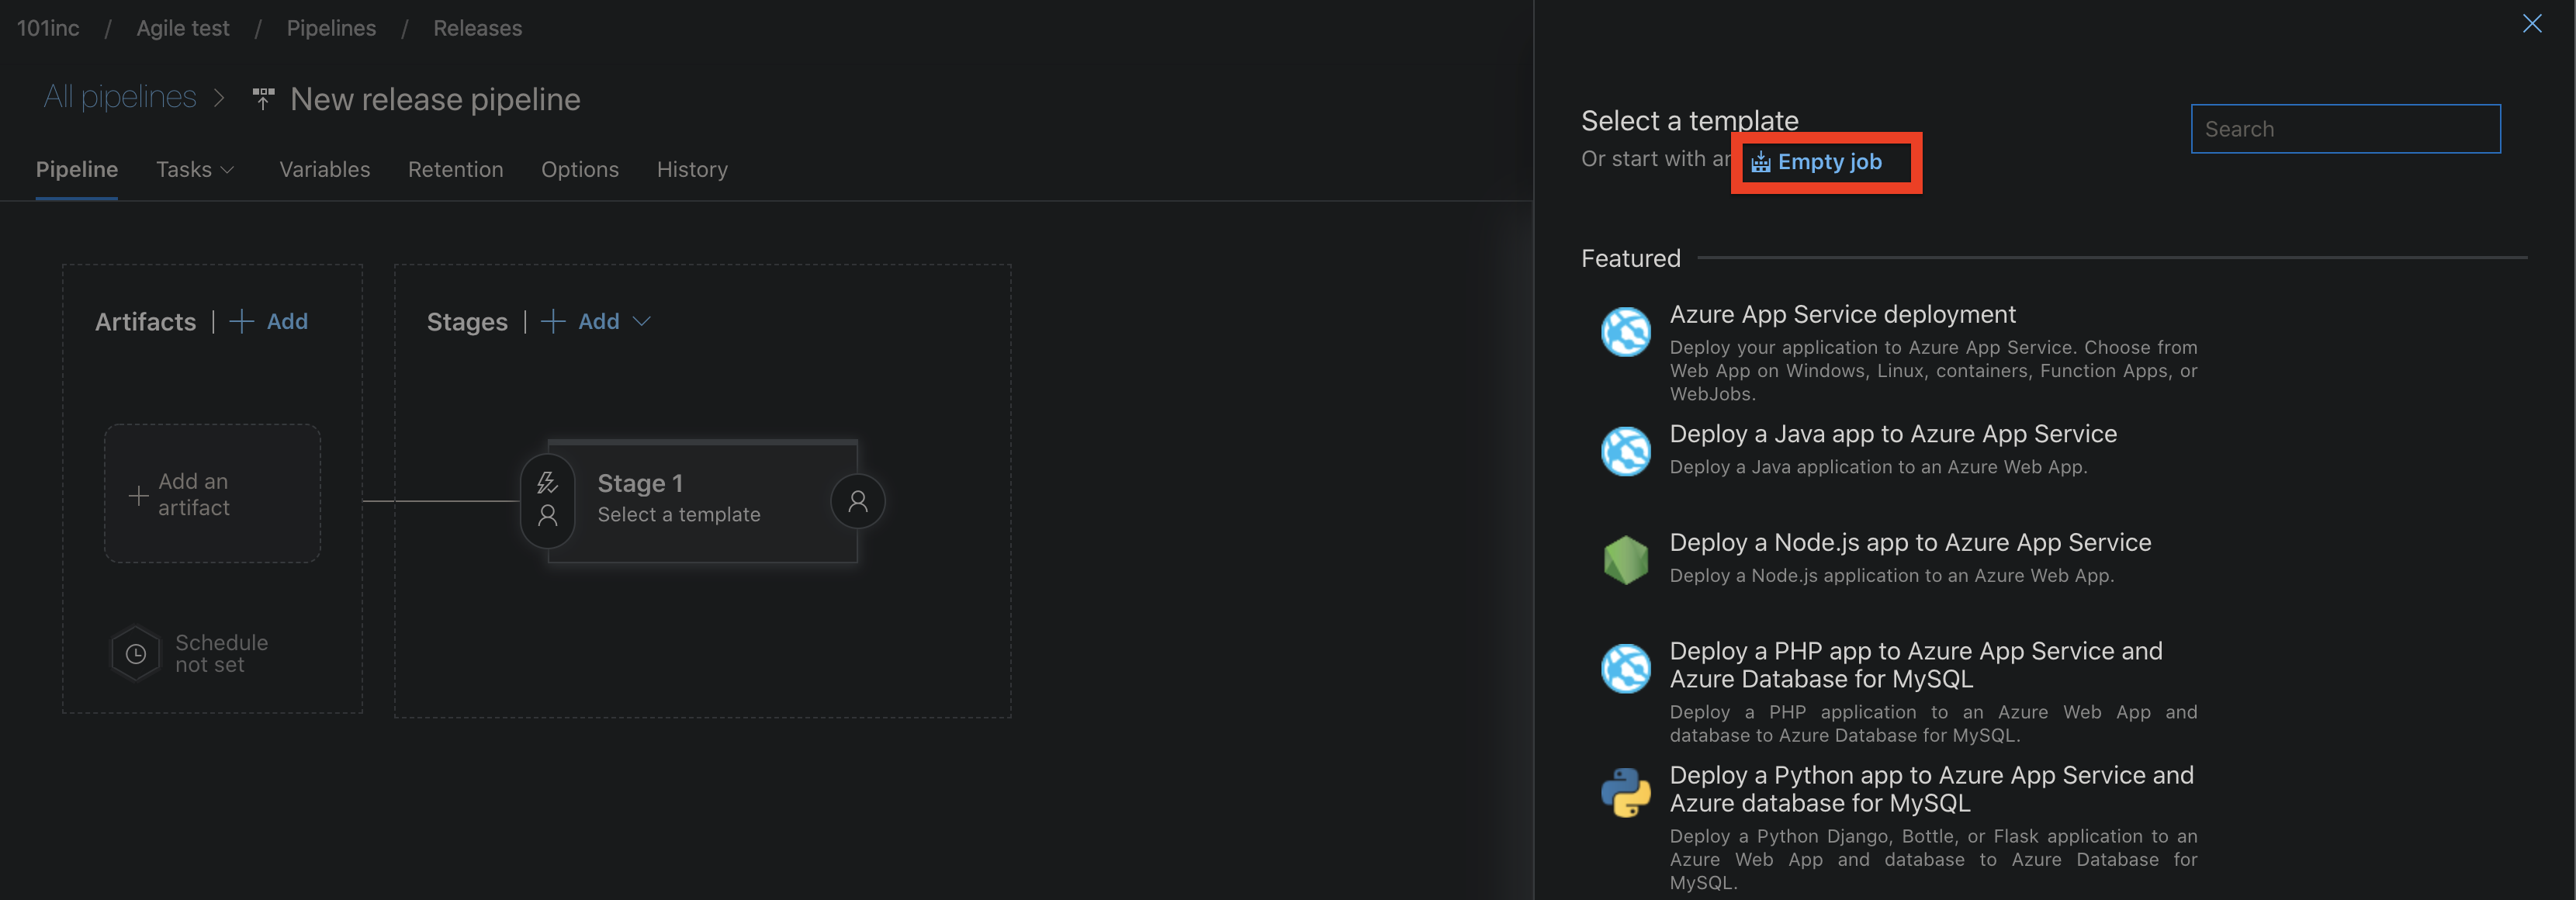 101inc / Agile test / Pipelines / Releases
All pipelines > New release pipeline
Pipeline Tasks Variables Retention Options History
Artifacts | + Add
Add an
artifact
Schedule
not set
Stages | + Add
Stage 1
Select a template
Select a template
Or start with an Empty job
Search
Featured
Azure App Service deployment
Deploy your application to Azure App Service. Choose from
Web App on Windows, Linux, containers, Function Apps, or
WebJobs.
Deploy a Java app to Azure App Service
Deploy a Java application to an Azure Web App.
Deploy a Node.js app to Azure App Service
Deploy a Node.js application to an Azure Web App.
Deploy a PHP app to Azure App Service and
Azure Database for MySQL
Deploy a PHP application to an Azure Web App and
database to Azure Database for MySQL.
Deploy a Python app to Azure App Service and
Azure database for MySQL
Deploy a Python Django, Bottle, or Flask application to an
Azure Web App and database to Azure Database for
MySQL.